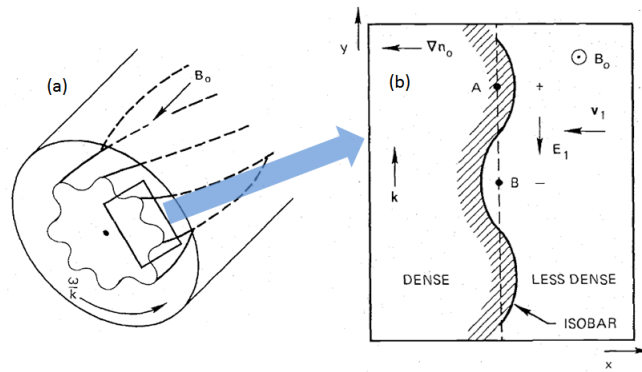 (a)
B₀
ω/k
y
∇n₀
(b)
B₀
A
+
v₁
E₁
k
B
−
DENSE
LESS DENSE
ISOBAR
x